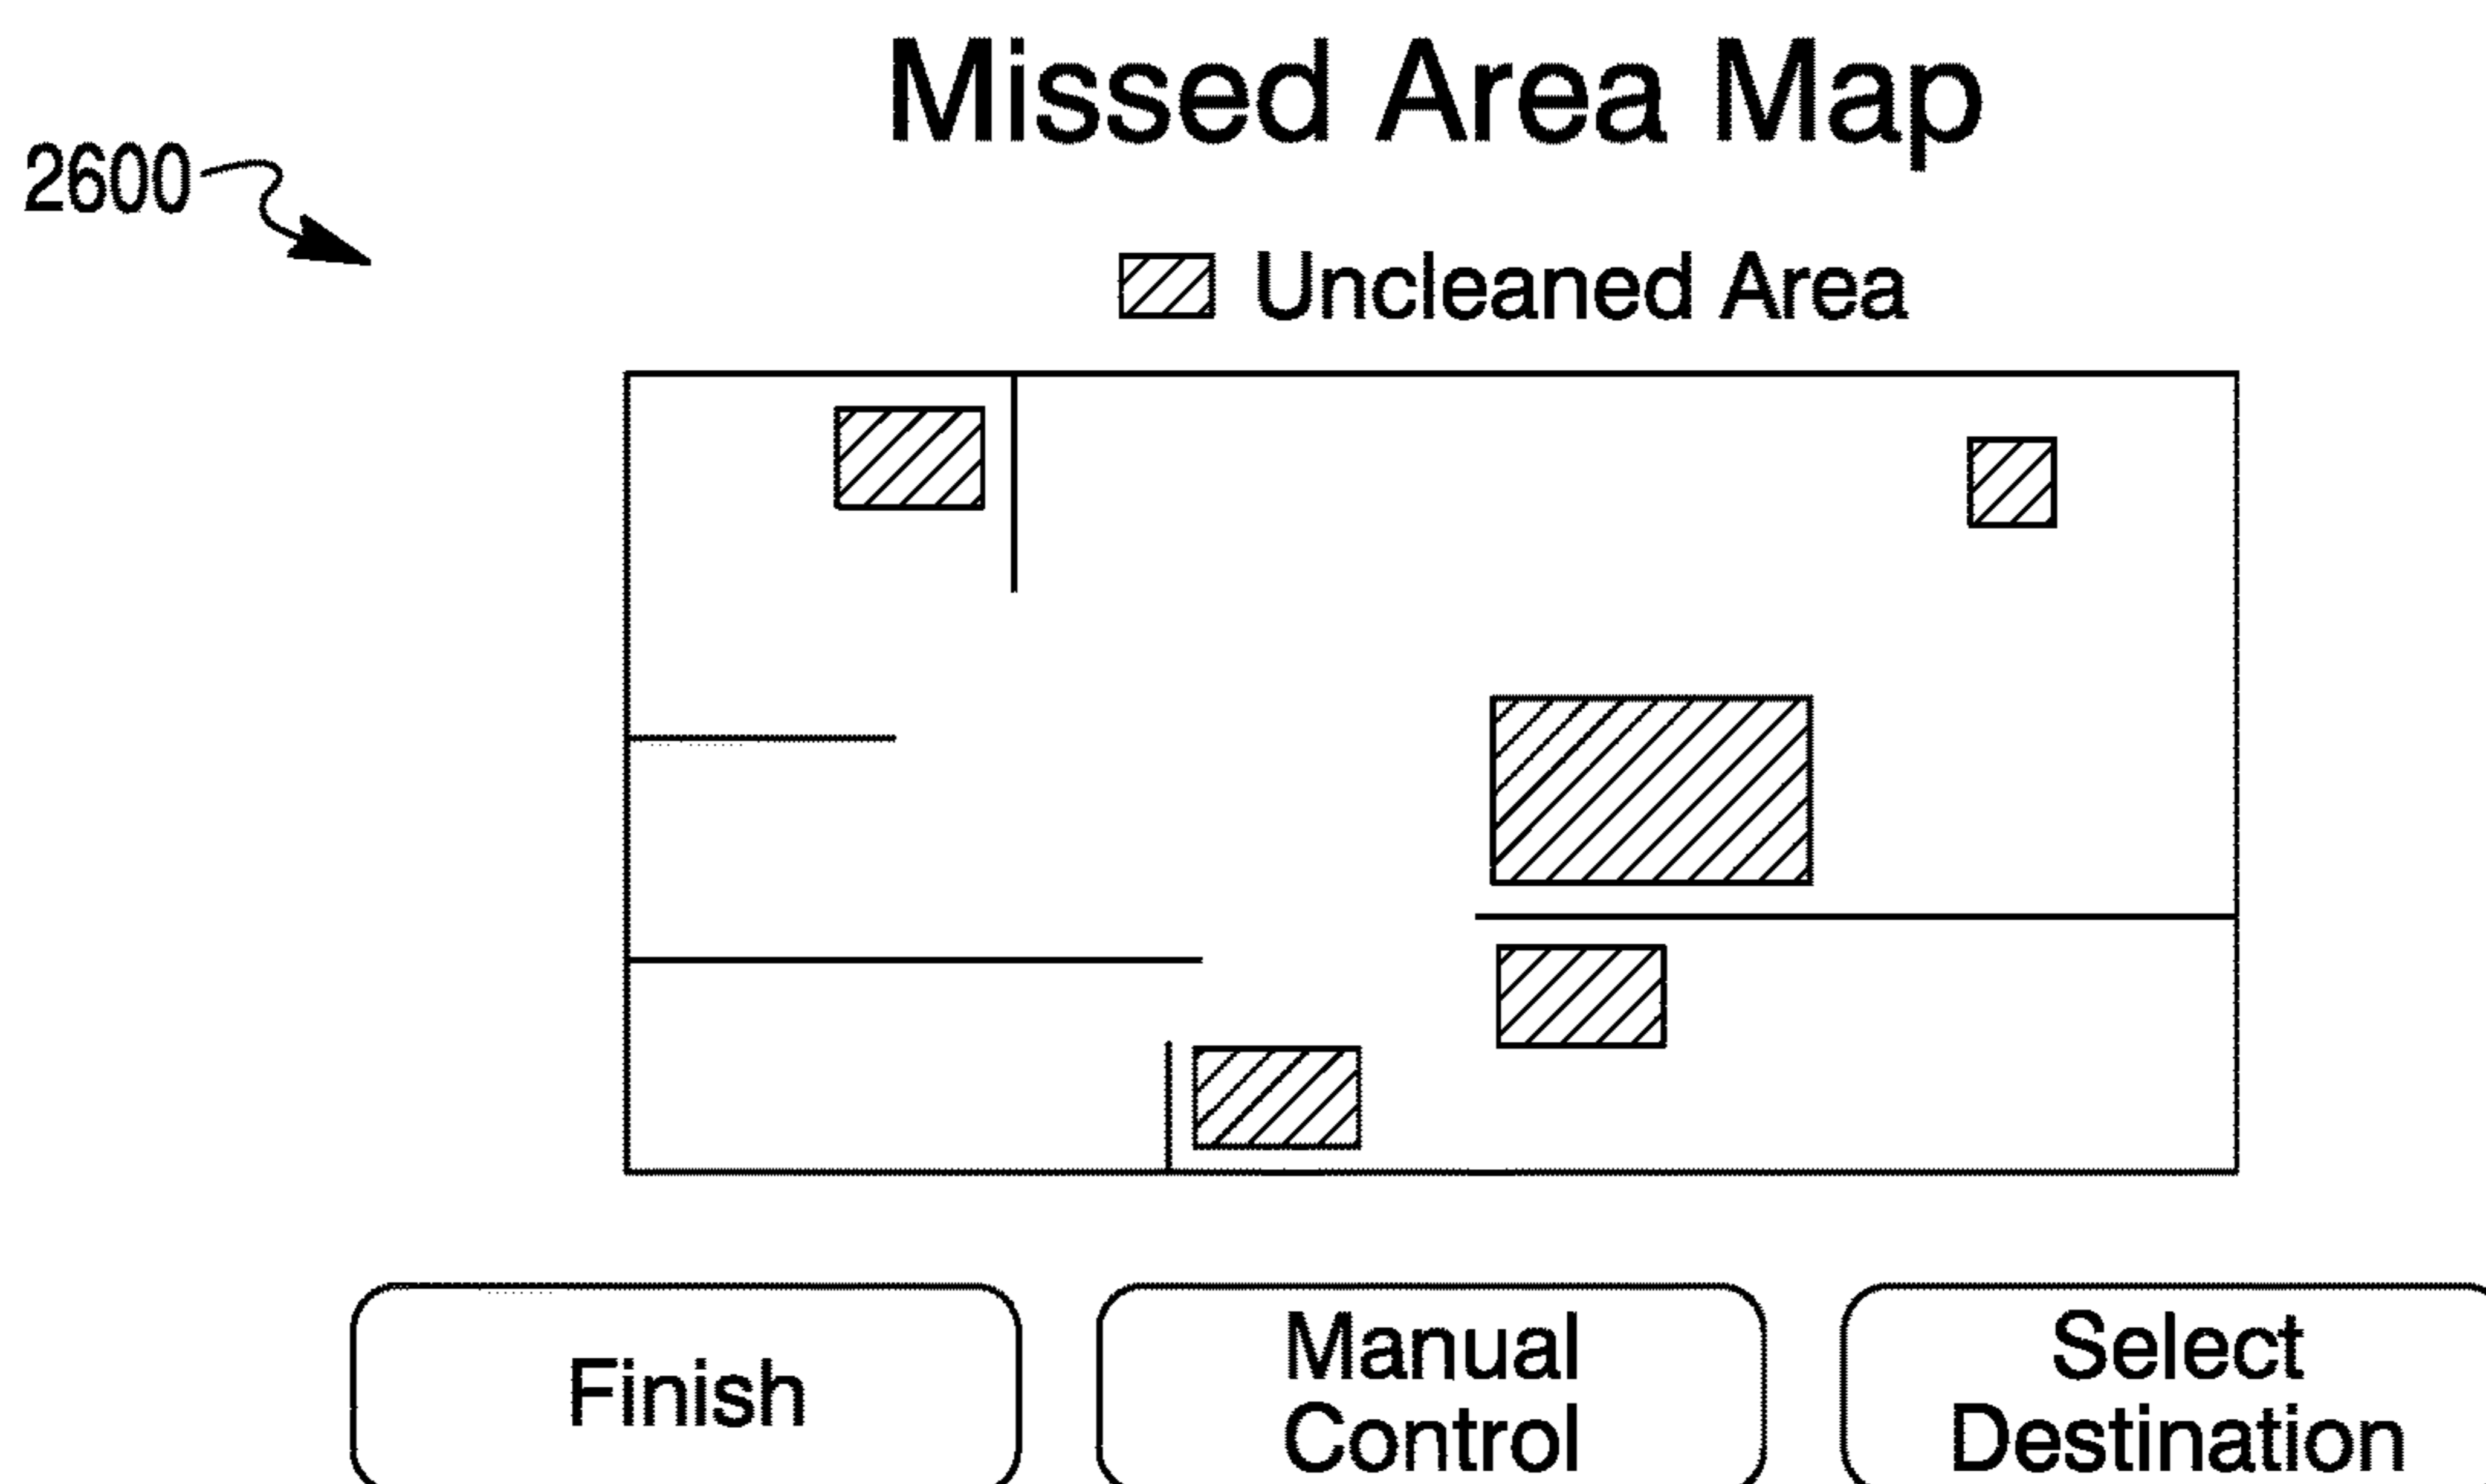 Missed Area Map
2600
Uncleaned Area
Finish
Manual
Control
Select
Destination